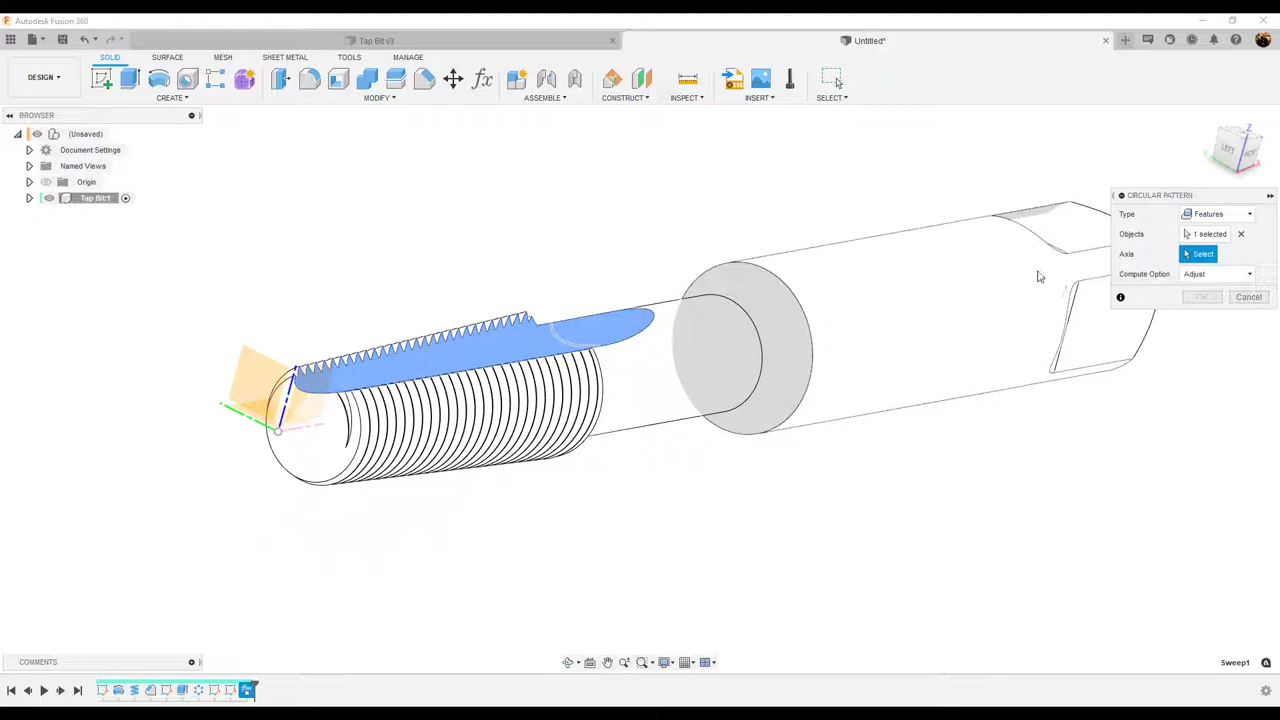 Autodesk Fusion 360
Tap Bit v3
Untitled*
SOLID SURFACE MESH SHEET METAL TOOLS MANAGE
DESIGN
CREATE MODIFY ASSEMBLE CONSTRUCT INSPECT INSERT SELECT
BROWSER
(Unsaved)
Document Settings
Named Views
Origin
Tap Bit:1
Z
LEFT
X
CIRCULAR PATTERN
Type Features
Objects 1 selected
Axis Select
Compute Option Adjust
OK Cancel
COMMENTS
Sweep1